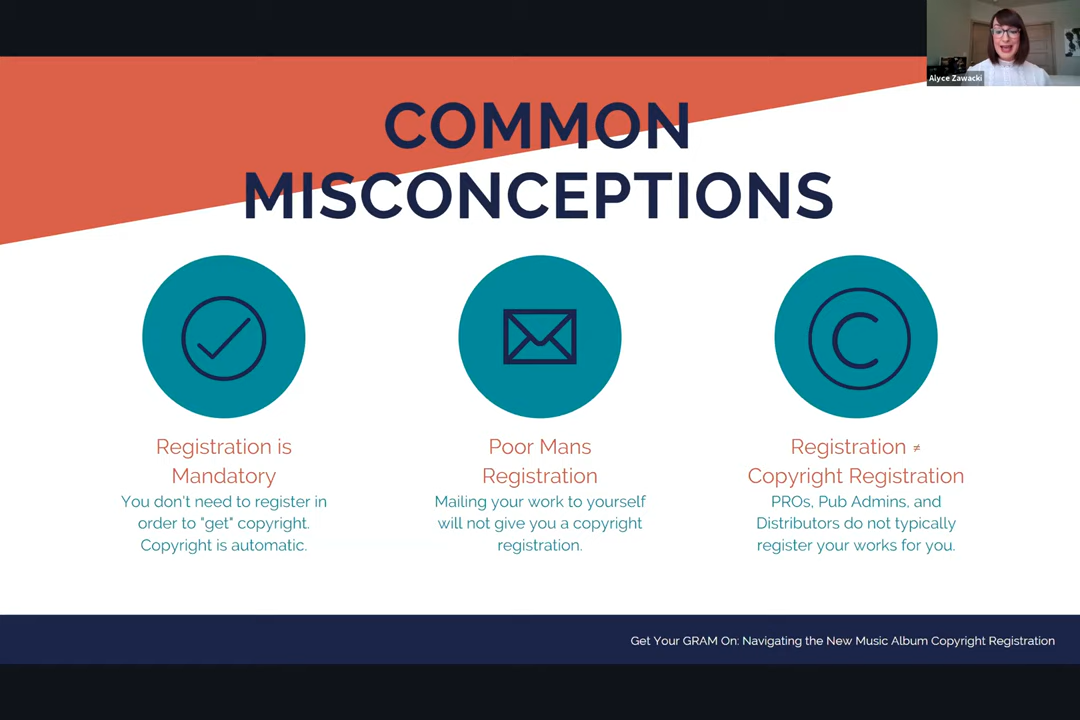 Alyce Zawacki
COMMON
MISCONCEPTIONS
Registration is
Mandatory
You don't need to register in
order to "get" copyright.
Copyright is automatic.
Poor Mans
Registration
Mailing your work to yourself
will not give you a copyright
registration.
Registration ≠
Copyright Registration
PROs, Pub Admins, and
Distributors do not typically
register your works for you.
Get Your GRAM On: Navigating the New Music Album Copyright Registration